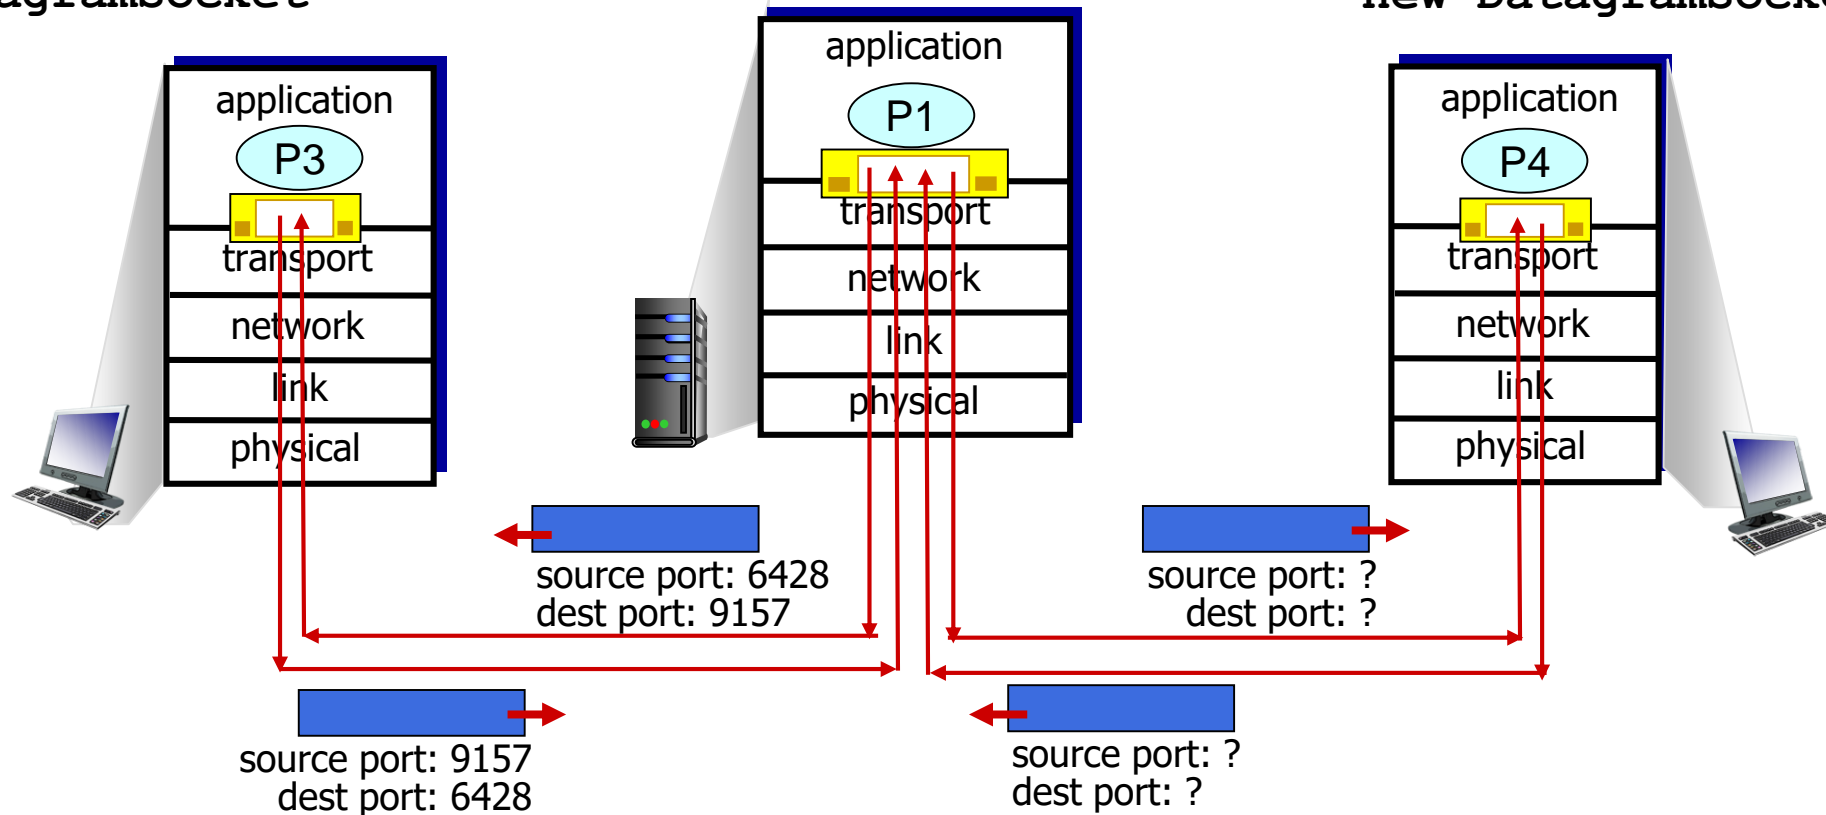 application
P3
transport
network
link
physical
application
P1
transport
network
link
physical
application
P4
transport
network
link
physical
source port: 6428
dest port: 9157
source port: ?
dest port: ?
source port: 9157
dest port: 6428
source port: ?
dest port: ?